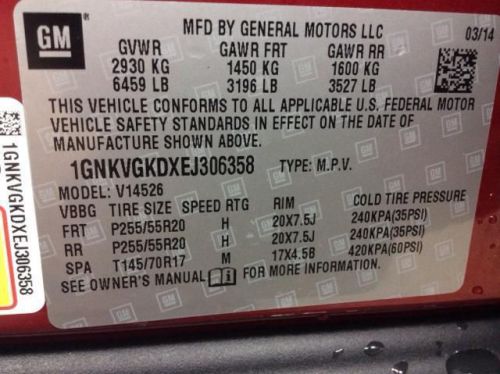 GM
MFD BY GENERAL MOTORS LLC 03/14
GVWR GAWR FRT GAWR RR
2930 KG 1450 KG 1600 KG
6459 LB 3196 LB 3527 LB
THIS VEHICLE CONFORMS TO ALL APPLICABLE U.S. FEDERAL MOTOR
VEHICLE SAFETY STANDARDS IN EFFECT ON THE DATE OF
MANUFACTURE SHOWN ABOVE.
1GNKVGKDXEJ306358 TYPE: M.P.V.
MODEL: V14526
VBBG TIRE SIZE SPEED RTG RIM COLD TIRE PRESSURE
FRT P255/55R20 H 20X7.5J 240KPA(35PSI)
RR P255/55R20 H 20X7.5J 240KPA(35PSI)
SPA T145/70R17 M 17X4.5B 420KPA(60PSI)
SEE OWNER'S MANUAL FOR MORE INFORMATION
1GNKVGKDXEJ306358